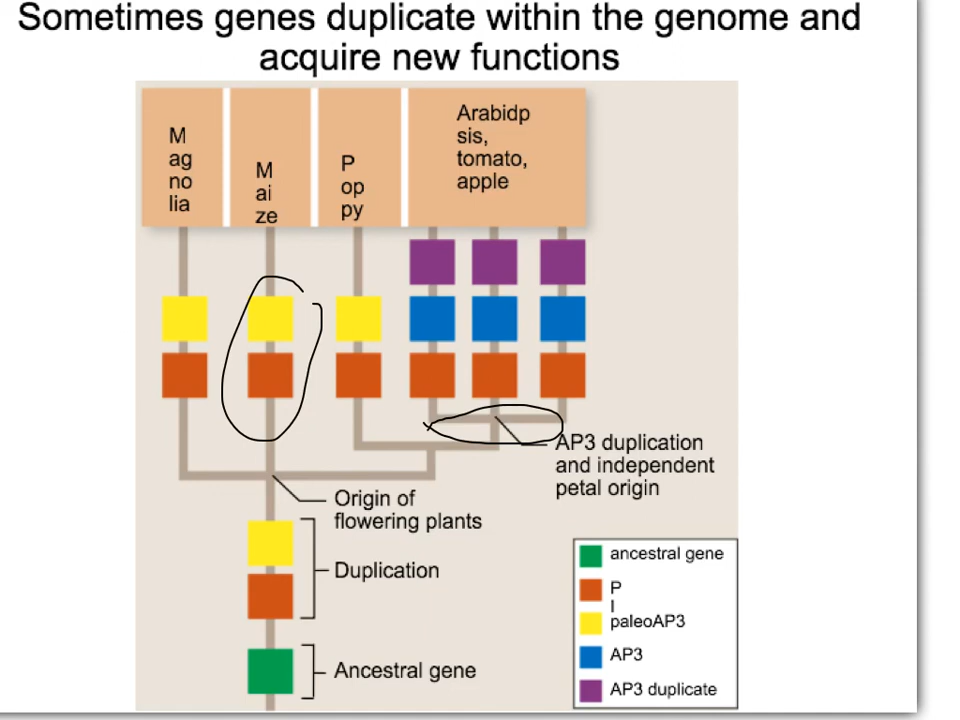 Sometimes genes duplicate within the genome and
acquire new functions
M
ag
no
lia
M
ai
ze
P
op
py
Arabidp
sis,
tomato,
apple
AP3 duplication
and independent
petal origin
Origin of
flowering plants
Duplication
Ancestral gene
ancestral gene
P
I
paleoAP3
AP3
AP3 duplicate